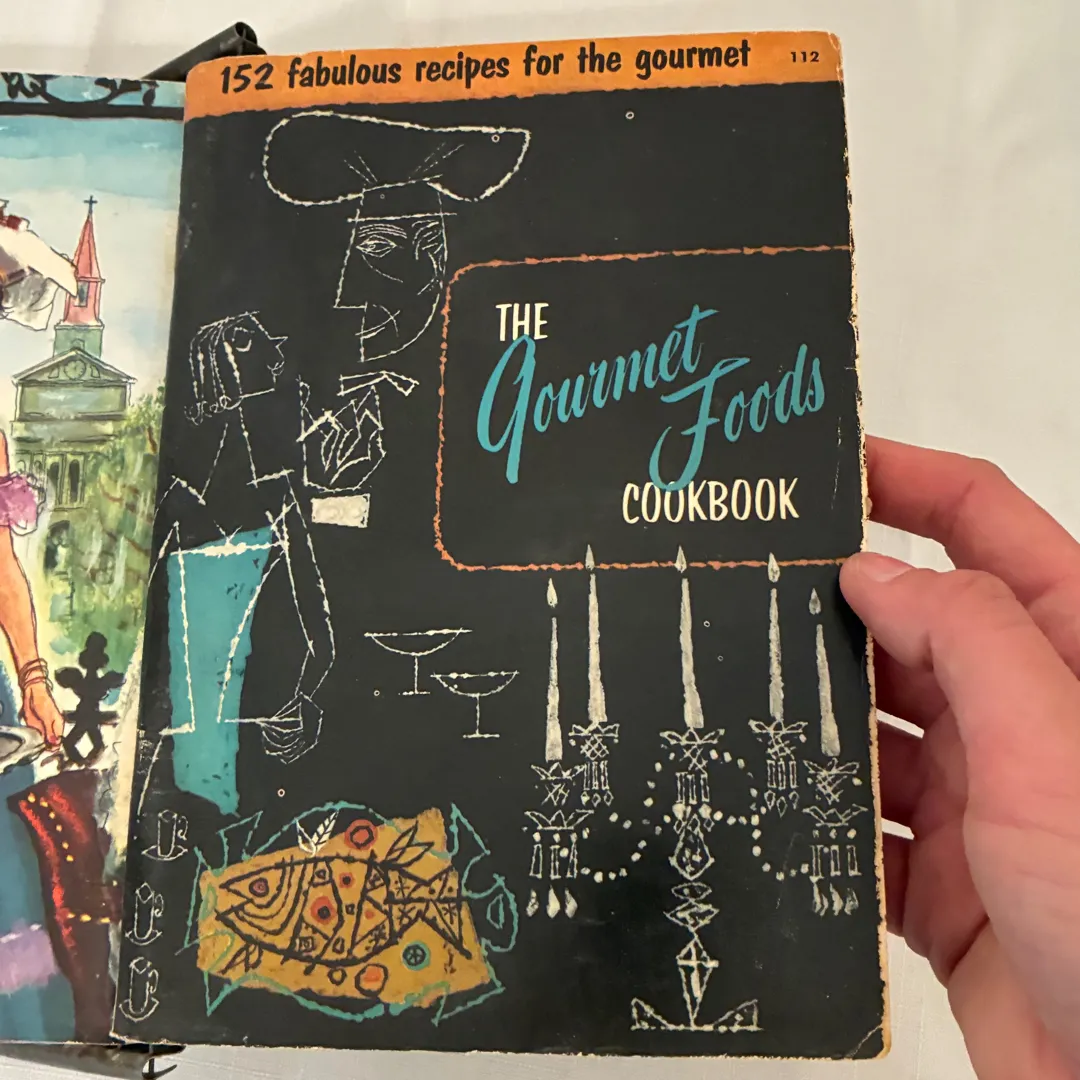 152 fabulous recipes for the gourmet 112
THE
Gourmet
Foods
COOKBOOK